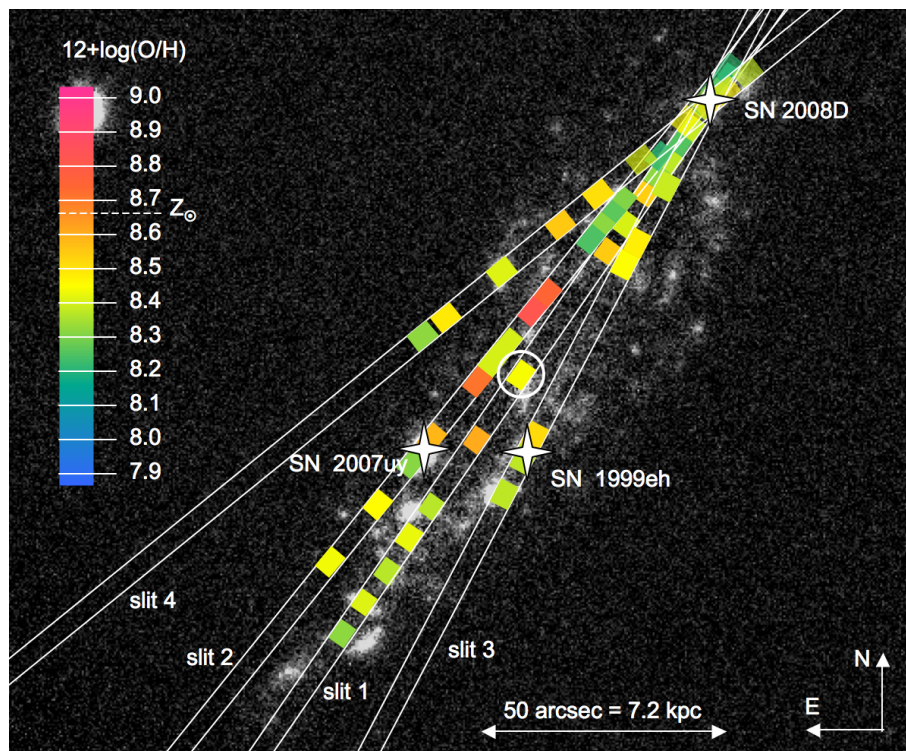 12+log(O/H)
9.0
8.9
8.8
8.7
Z⊙
8.6
8.5
8.4
8.3
8.2
8.1
8.0
7.9
SN 2008D
SN 2007uy
SN 1999eh
slit 4
slit 2
slit 1
slit 3
N
E
50 arcsec = 7.2 kpc